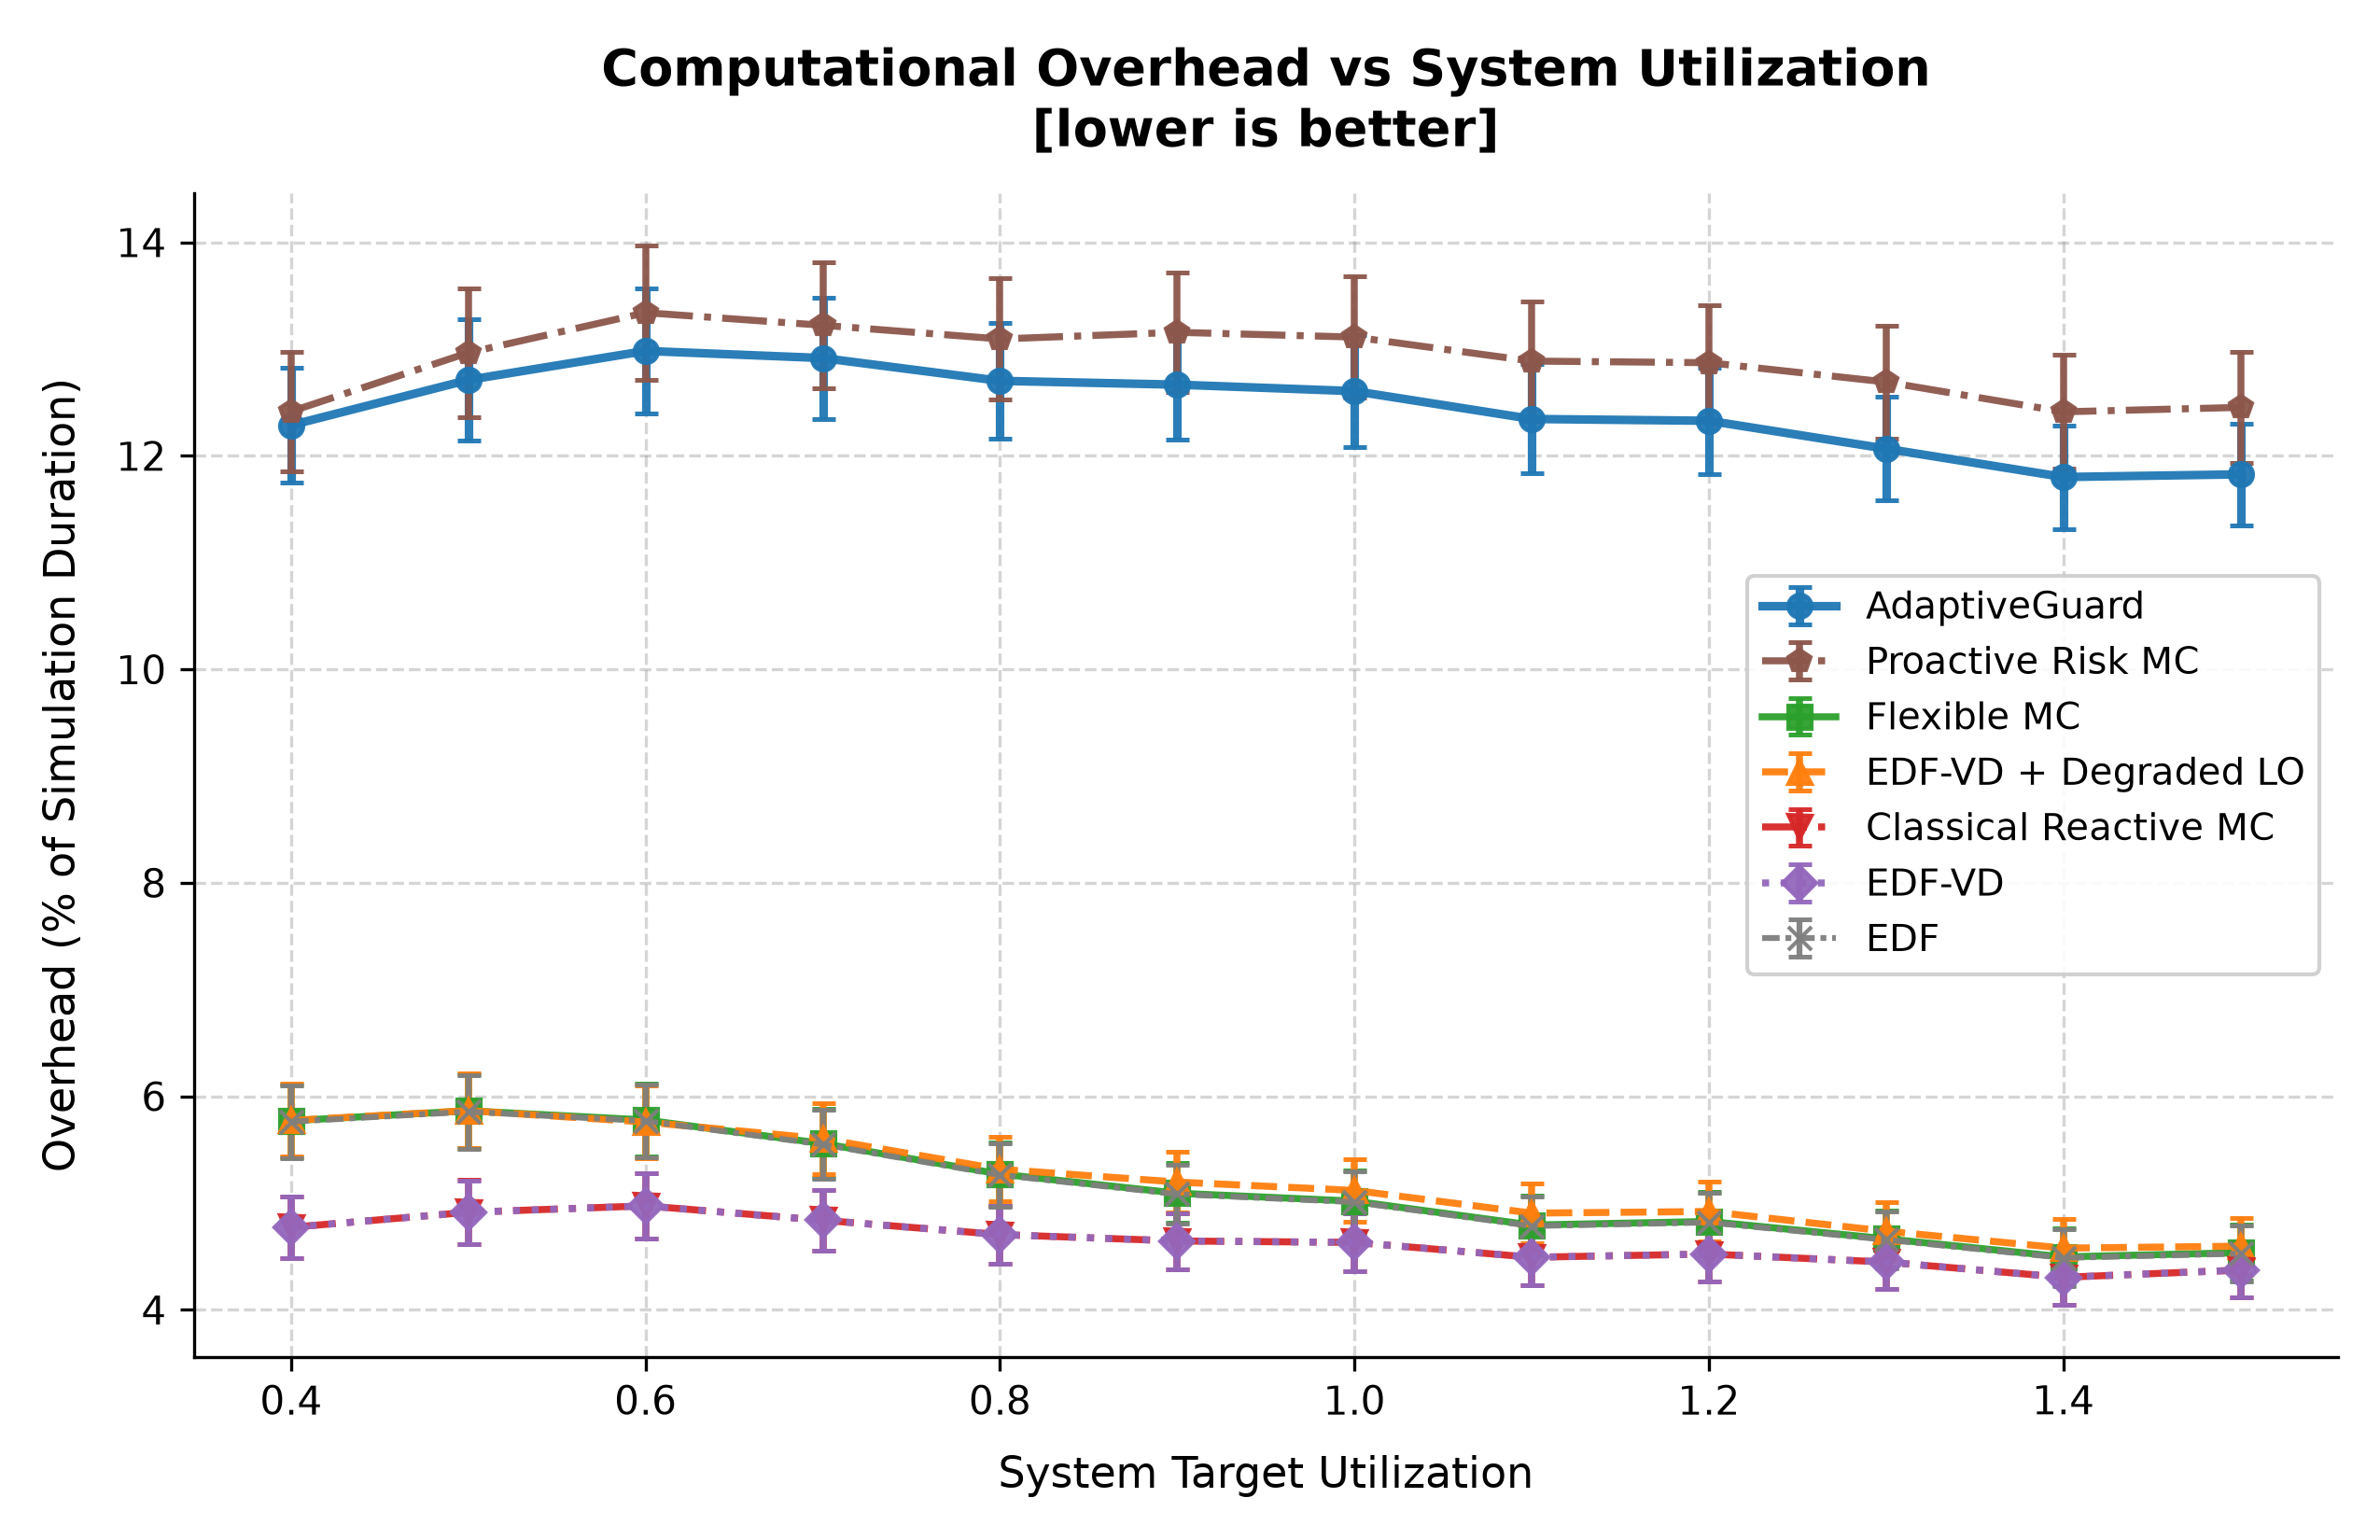 Computational Overhead vs System Utilization
[lower is better]
Overhead (% of Simulation Duration)
14
12
10
8
6
4
AdaptiveGuard
Proactive Risk MC
Flexible MC
EDF-VD + Degraded LO
Classical Reactive MC
EDF-VD
EDF
0.4 0.6 0.8 1.0 1.2 1.4
System Target Utilization